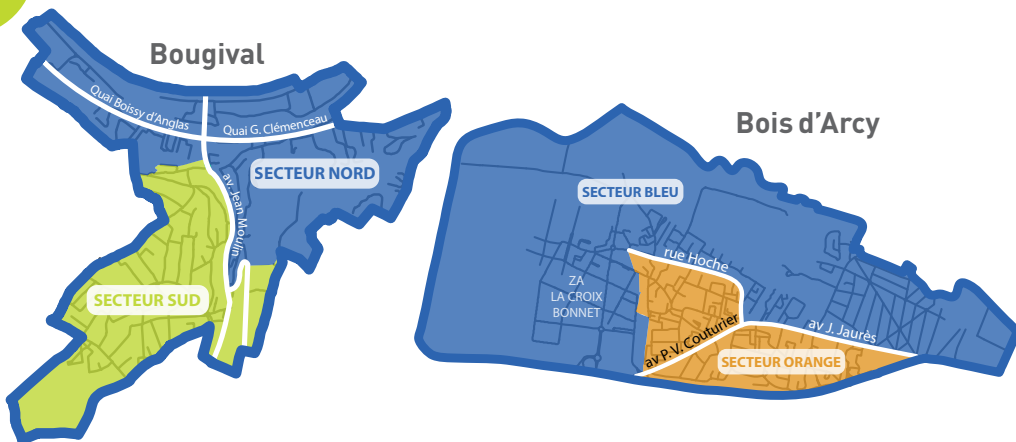 Bougival
Quai Boissy d'Anglas
Quai G. Clémenceau
SECTEUR NORD
av. Jean Moulin
SECTEUR SUD
Bois d'Arcy
SECTEUR BLEU
rue Hoche
ZA
LA CROIX
BONNET
av P.V. Couturier
av J. Jaurès
SECTEUR ORANGE